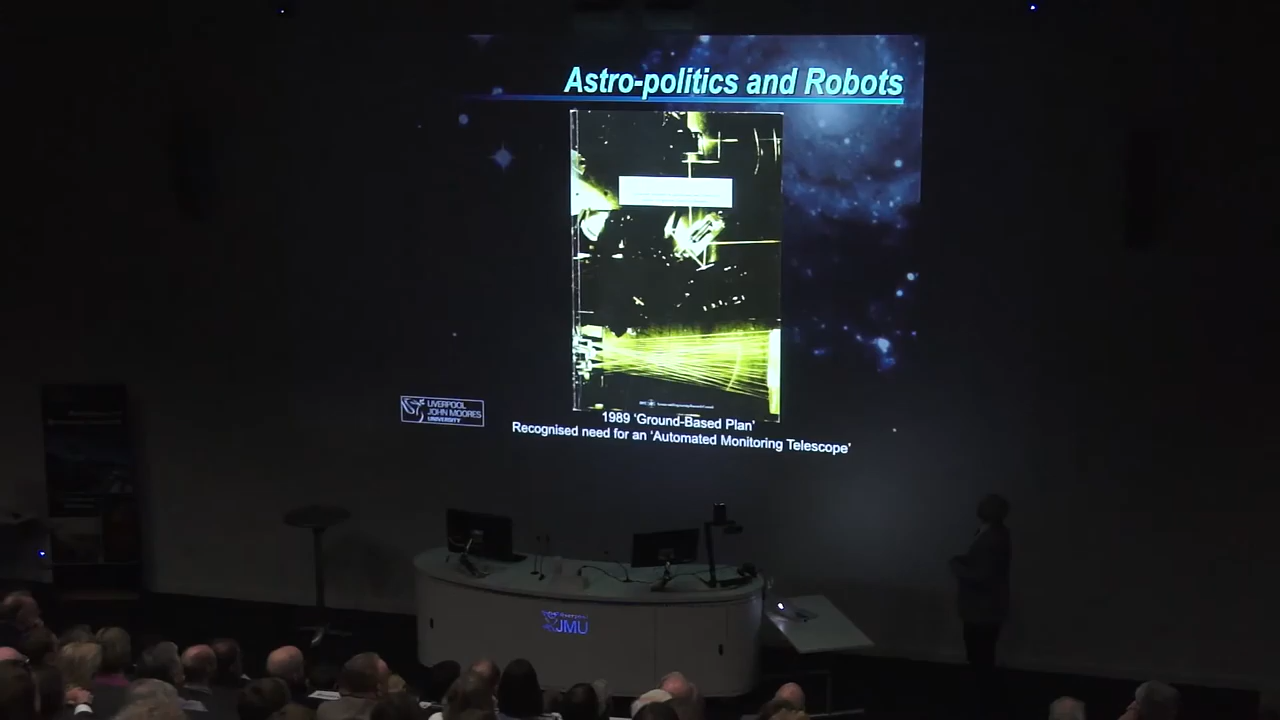 Astro-politics and Robots
LIVERPOOL
JOHN MOORES
UNIVERSITY
1989 ‘Ground-Based Plan’
Recognised need for an ‘Automated Monitoring Telescope’
JMU